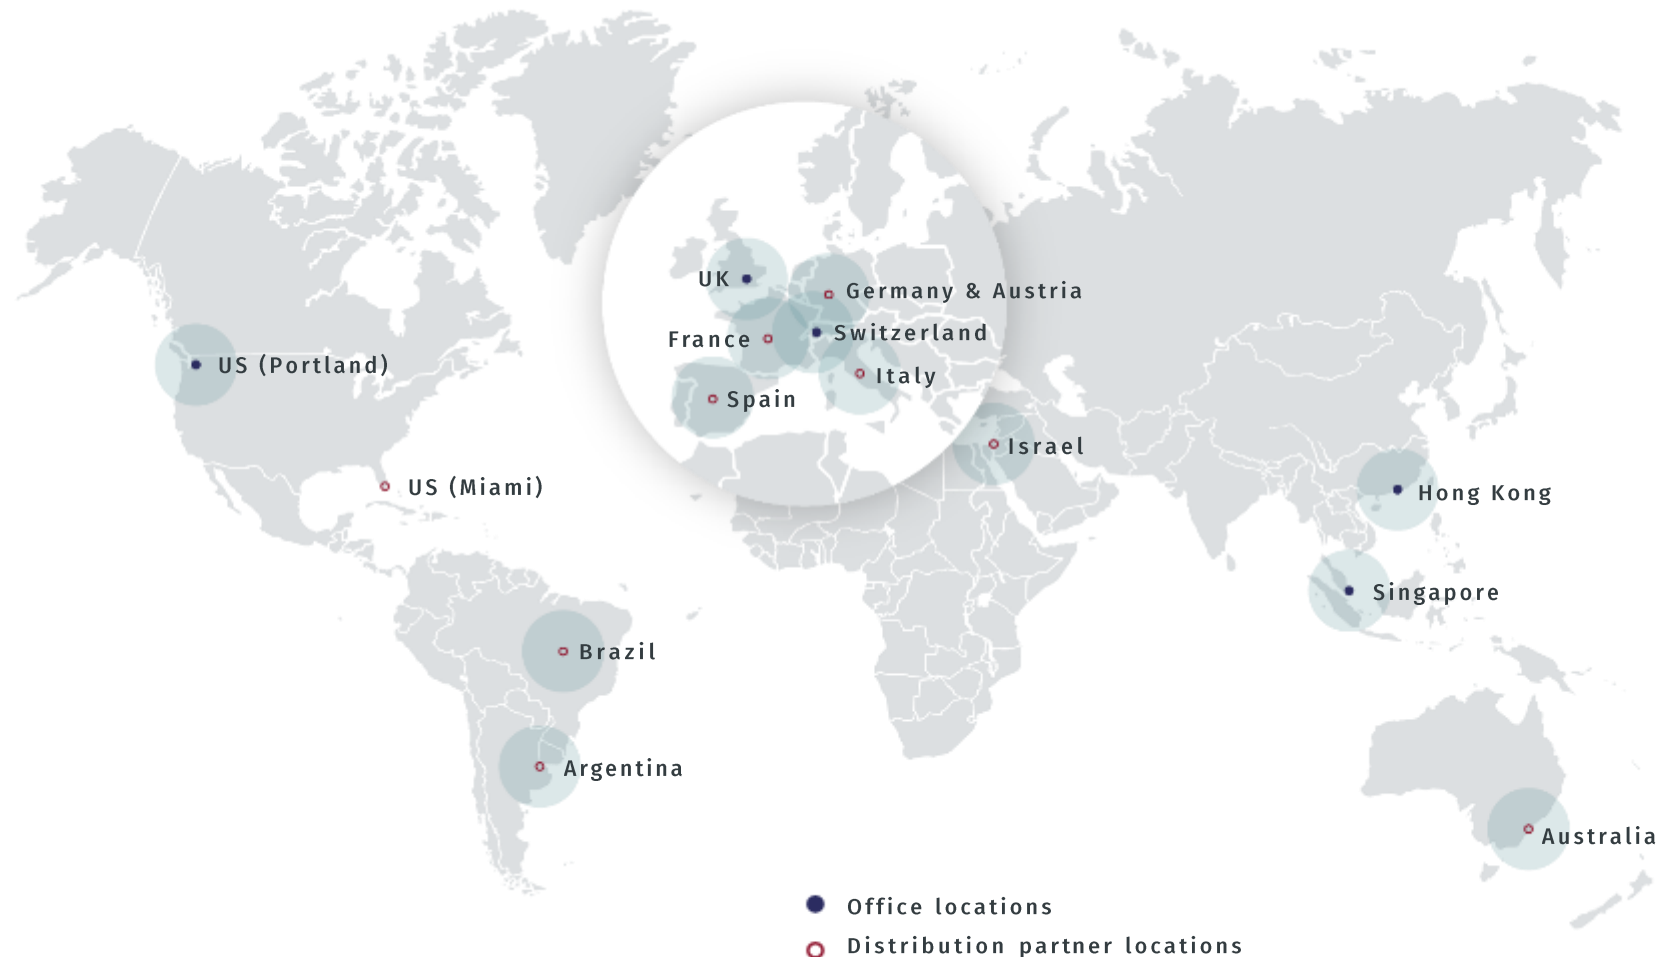 UK
Germany & Austria
France
Switzerland
US (Portland)
Italy
Spain
Israel
US (Miami)
Hong Kong
Singapore
Brazil
Argentina
Australia
Office locations
Distribution partner locations